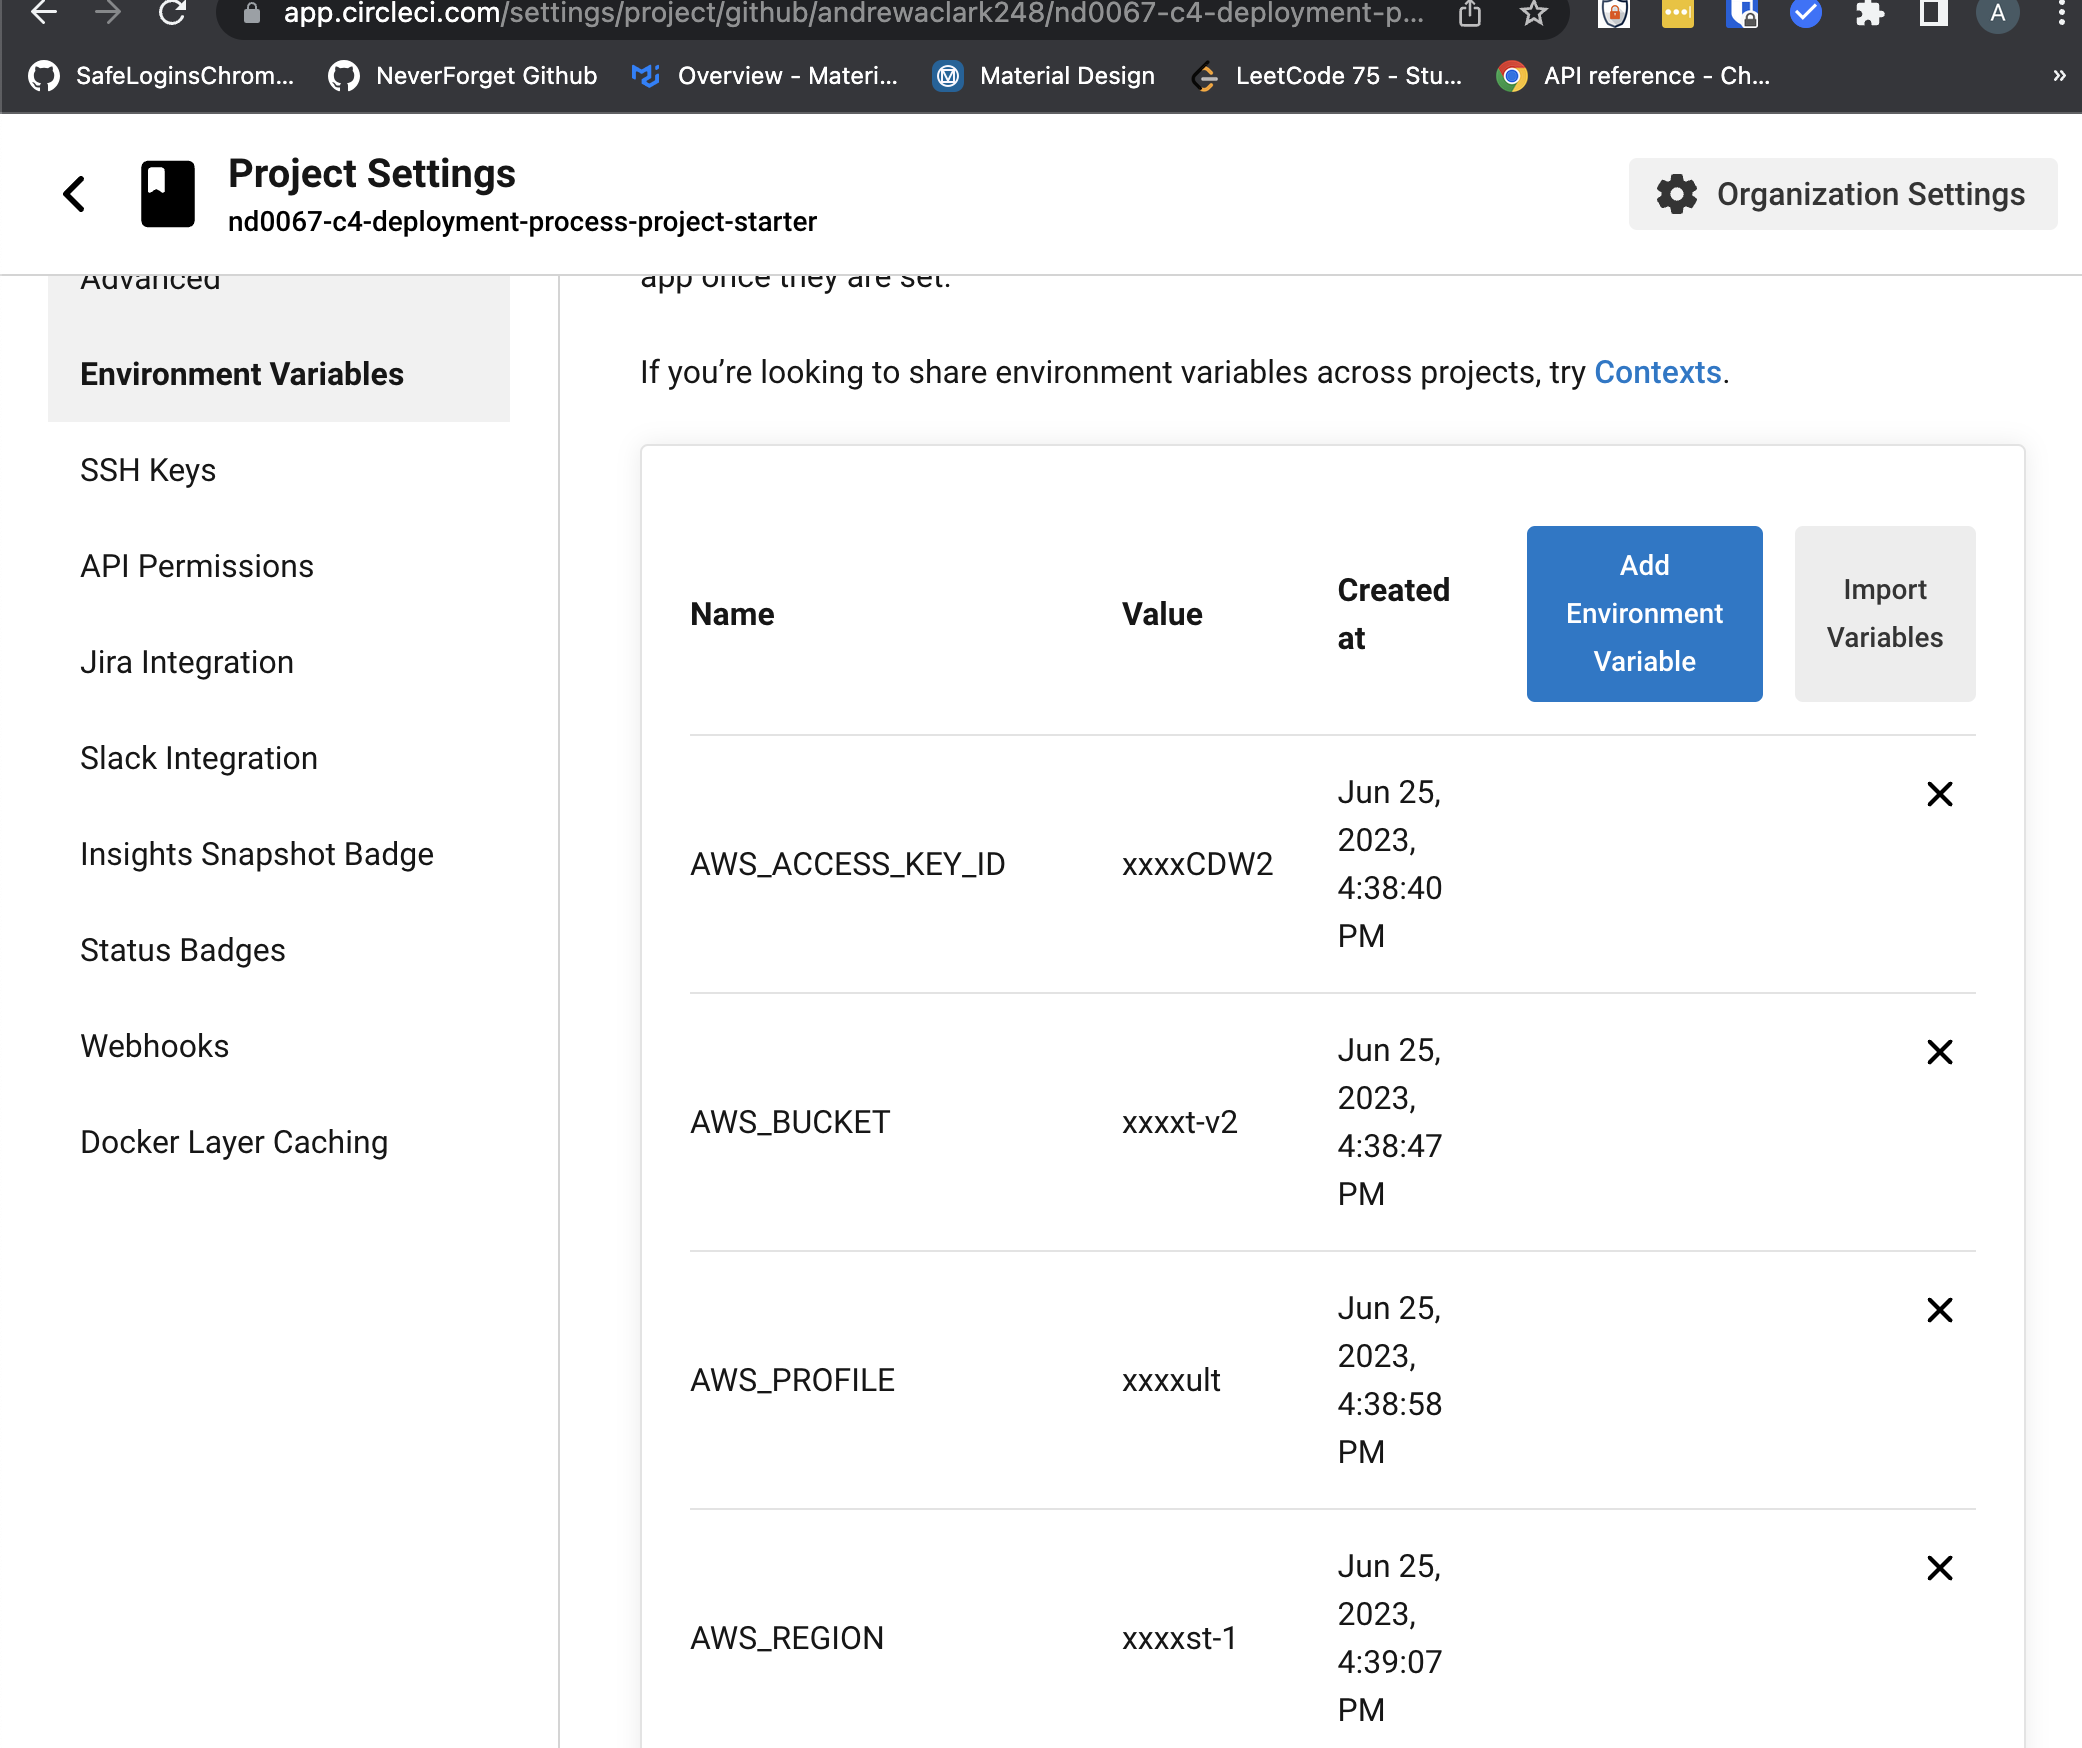 app.circleci.com/settings/project/github/andrewaclark248/nd0067-c4-deployment-p...
A
SafeLoginsChrom...
NeverForget Github
Overview - Materi...
Material Design
LeetCode 75 - Stu...
API reference - Ch...
»
Project Settings
nd0067-c4-deployment-process-project-starter
Organization Settings
Advanced
Environment Variables
SSH Keys
API Permissions
Jira Integration
Slack Integration
Insights Snapshot Badge
Status Badges
Webhooks
Docker Layer Caching
app once they are set.
If you’re looking to share environment variables across projects, try Contexts.
Name
Value
Created
at
Add
Environment
Variable
Import
Variables
AWS_ACCESS_KEY_ID
xxxxCDW2
Jun 25,
2023,
4:38:40
PM
AWS_BUCKET
xxxxt-v2
Jun 25,
2023,
4:38:47
PM
AWS_PROFILE
xxxxult
Jun 25,
2023,
4:38:58
PM
AWS_REGION
xxxxst-1
Jun 25,
2023,
4:39:07
PM